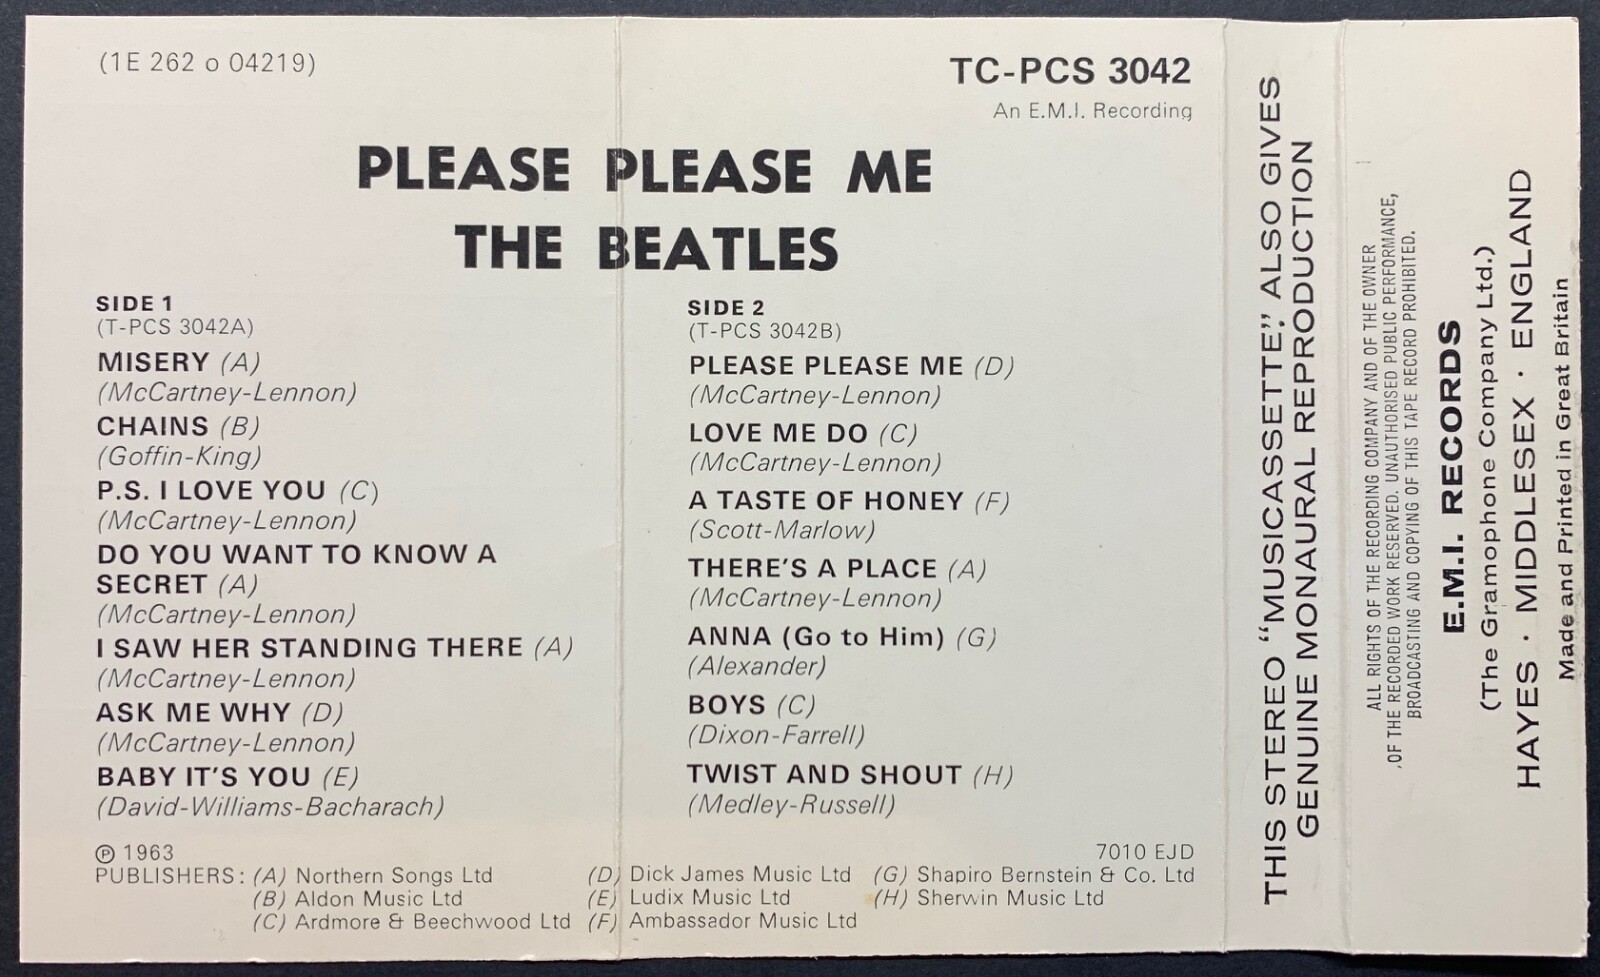 (1E 262 o 04219)
TC-PCS 3042
An E.M.I. Recording
PLEASE PLEASE ME
THE BEATLES
SIDE 1
(T-PCS 3042A)
MISERY (A)
(McCartney-Lennon)
CHAINS (B)
(Goffin-King)
P.S. I LOVE YOU (C)
(McCartney-Lennon)
DO YOU WANT TO KNOW A
SECRET (A)
(McCartney-Lennon)
I SAW HER STANDING THERE (A)
(McCartney-Lennon)
ASK ME WHY (D)
(McCartney-Lennon)
BABY IT'S YOU (E)
(David-Williams-Bacharach)
SIDE 2
(T-PCS 3042B)
PLEASE PLEASE ME (D)
(McCartney-Lennon)
LOVE ME DO (C)
(McCartney-Lennon)
A TASTE OF HONEY (F)
(Scott-Marlow)
THERE'S A PLACE (A)
(McCartney-Lennon)
ANNA (Go to Him) (G)
(Alexander)
BOYS (C)
(Dixon-Farrell)
TWIST AND SHOUT (H)
(Medley-Russell)
℗ 1963
7010 EJD
PUBLISHERS: (A) Northern Songs Ltd (D) Dick James Music Ltd (G) Shapiro Bernstein & Co. Ltd
(B) Aldon Music Ltd (E) Ludix Music Ltd (H) Sherwin Music Ltd
(C) Ardmore & Beechwood Ltd (F) Ambassador Music Ltd
THIS STEREO "MUSICASSETTE," ALSO GIVES
GENUINE MONAURAL REPRODUCTION
ALL RIGHTS OF THE RECORDING COMPANY AND OF THE OWNER
OF THE RECORDED WORK RESERVED. UNAUTHORISED PUBLIC PERFORMANCE,
BROADCASTING AND COPYING OF THIS TAPE RECORD PROHIBITED.
E.M.I. RECORDS
(The Gramophone Company Ltd.)
HAYES · MIDDLESEX · ENGLAND
Made and Printed in Great Britain